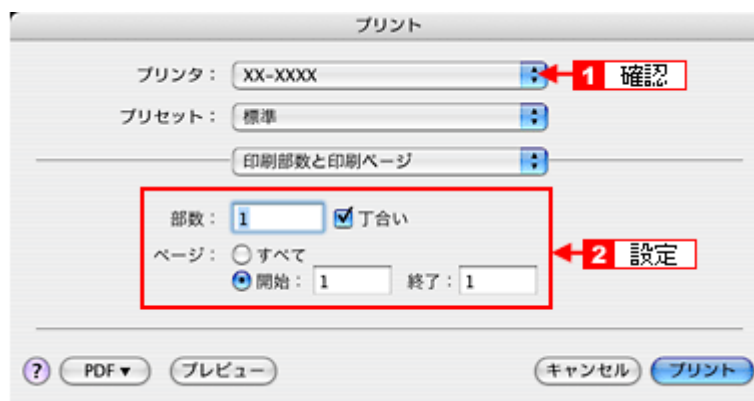 プリント
プリンタ： XX-XXXX 1 確認
プリセット： 標準
印刷部数と印刷ページ
部数： 1 丁合い
ページ： すべて
開始： 1 終了： 1
2 設定
? PDF▼ プレビュー キャンセル プリント